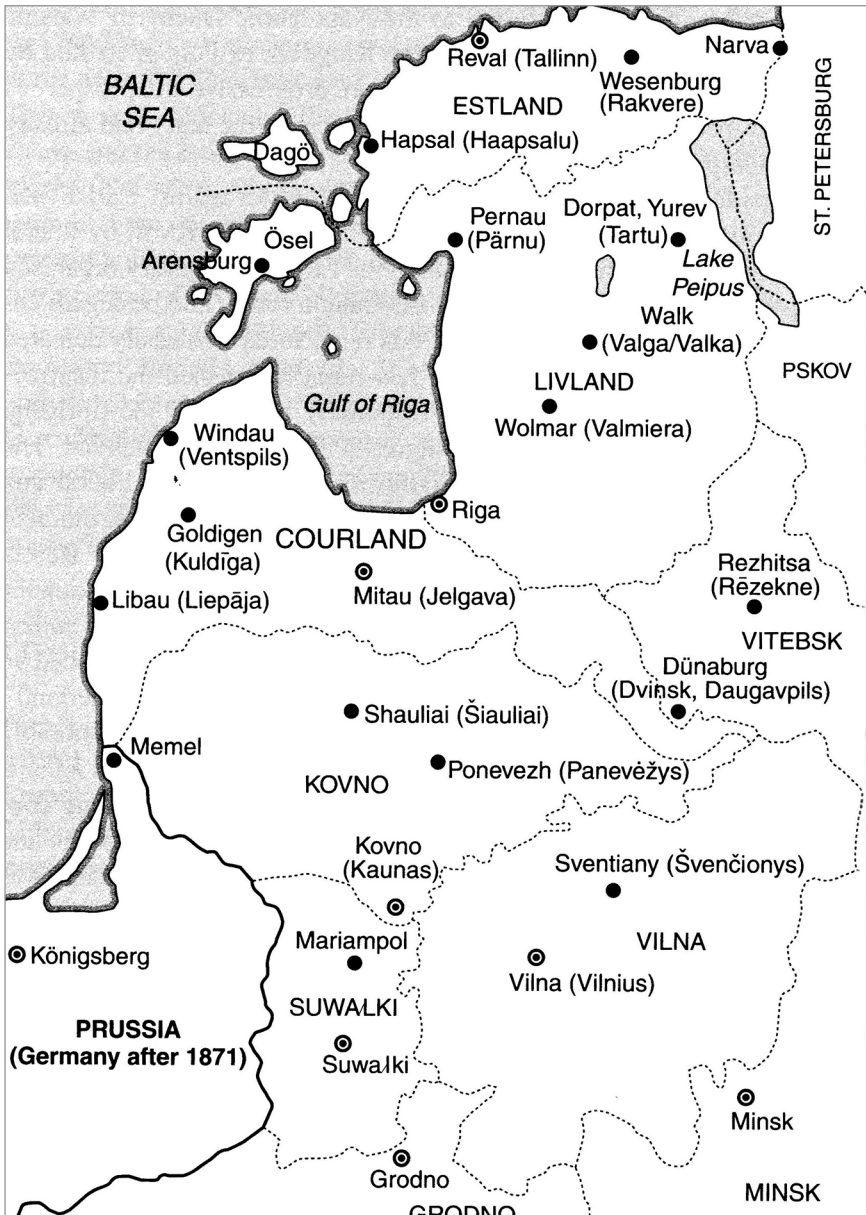 BALTIC
SEA
Reval (Tallinn)
Narva
Wesenburg
(Rakvere)
ESTLAND
ST. PETERSBURG
Hapsal (Haapsalu)
Dagö
Pernau
(Pärnu)
Dorpat, Yurev
(Tartu)
Ösel
Arensburg
Lake
Peipus
Walk
(Valga/Valka)
PSKOV
LIVLAND
Gulf of Riga
Wolmar (Valmiera)
Windau
(Ventspils)
Riga
Goldigen
(Kuldīga)
COURLAND
Rezhitsa
(Rēzekne)
Mitau (Jelgava)
Libau (Liepāja)
VITEBSK
Dünaburg
(Dvinsk, Daugavpils)
Shauliai (Šiauliai)
Memel
Ponevezh (Panevėžys)
KOVNO
Kovno
(Kaunas)
Sventiany (Švenčionys)
Mariampol
VILNA
Königsberg
Vilna (Vilnius)
SUWAŁKI
PRUSSIA
(Germany after 1871)
Suwałki
Minsk
Grodno
MINSK
GRODNO